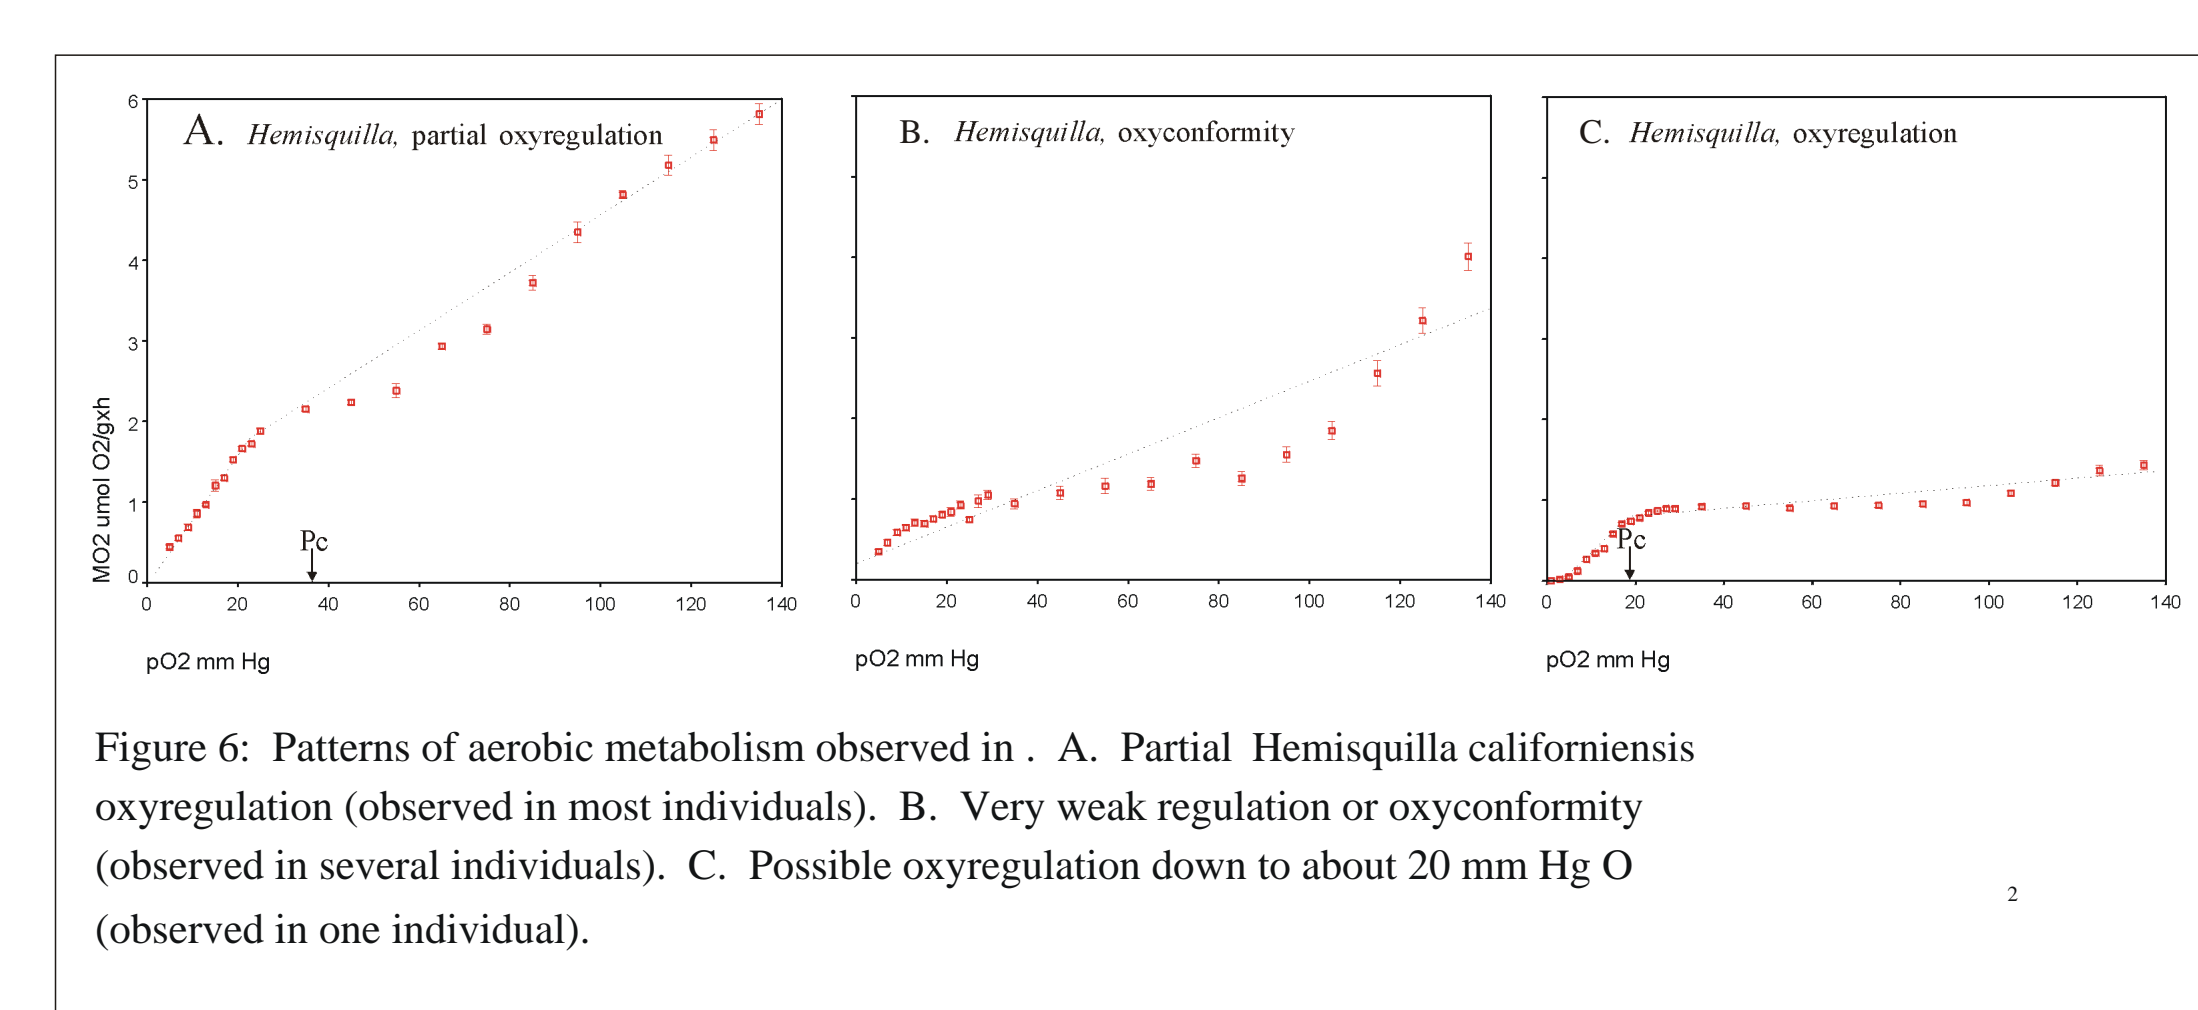 A. Hemisquilla, partial oxyregulation
B. Hemisquilla, oxyconformity
C. Hemisquilla, oxyregulation
6
5
4
3
2
1
0
MO2 umol O2/gxh
Pc
Pc
0 20 40 60 80 100 120 140
0 20 40 60 80 100 120 140
0 20 40 60 80 100 120 140
pO2 mm Hg
pO2 mm Hg
pO2 mm Hg
Figure 6: Patterns of aerobic metabolism observed in . A. Partial Hemisquilla californiensis
oxyregulation (observed in most individuals). B. Very weak regulation or oxyconformity
(observed in several individuals). C. Possible oxyregulation down to about 20 mm Hg O
2
(observed in one individual).